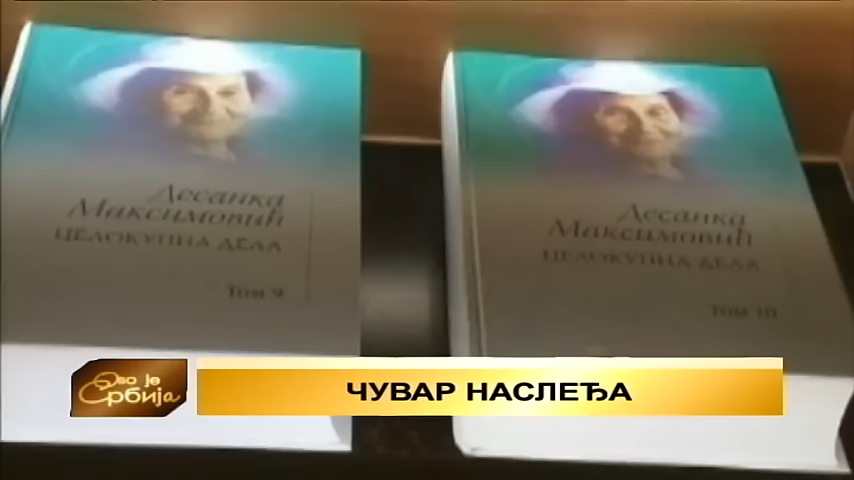 Десанка
Максимовић
ЦЕЛОКУПНА ДЕЛА
Том 9
Десанка
Максимовић
ЦЕЛОКУПНА ДЕЛА
Том 10
Ово је
Србија
ЧУВАР НАСЛЕЂА